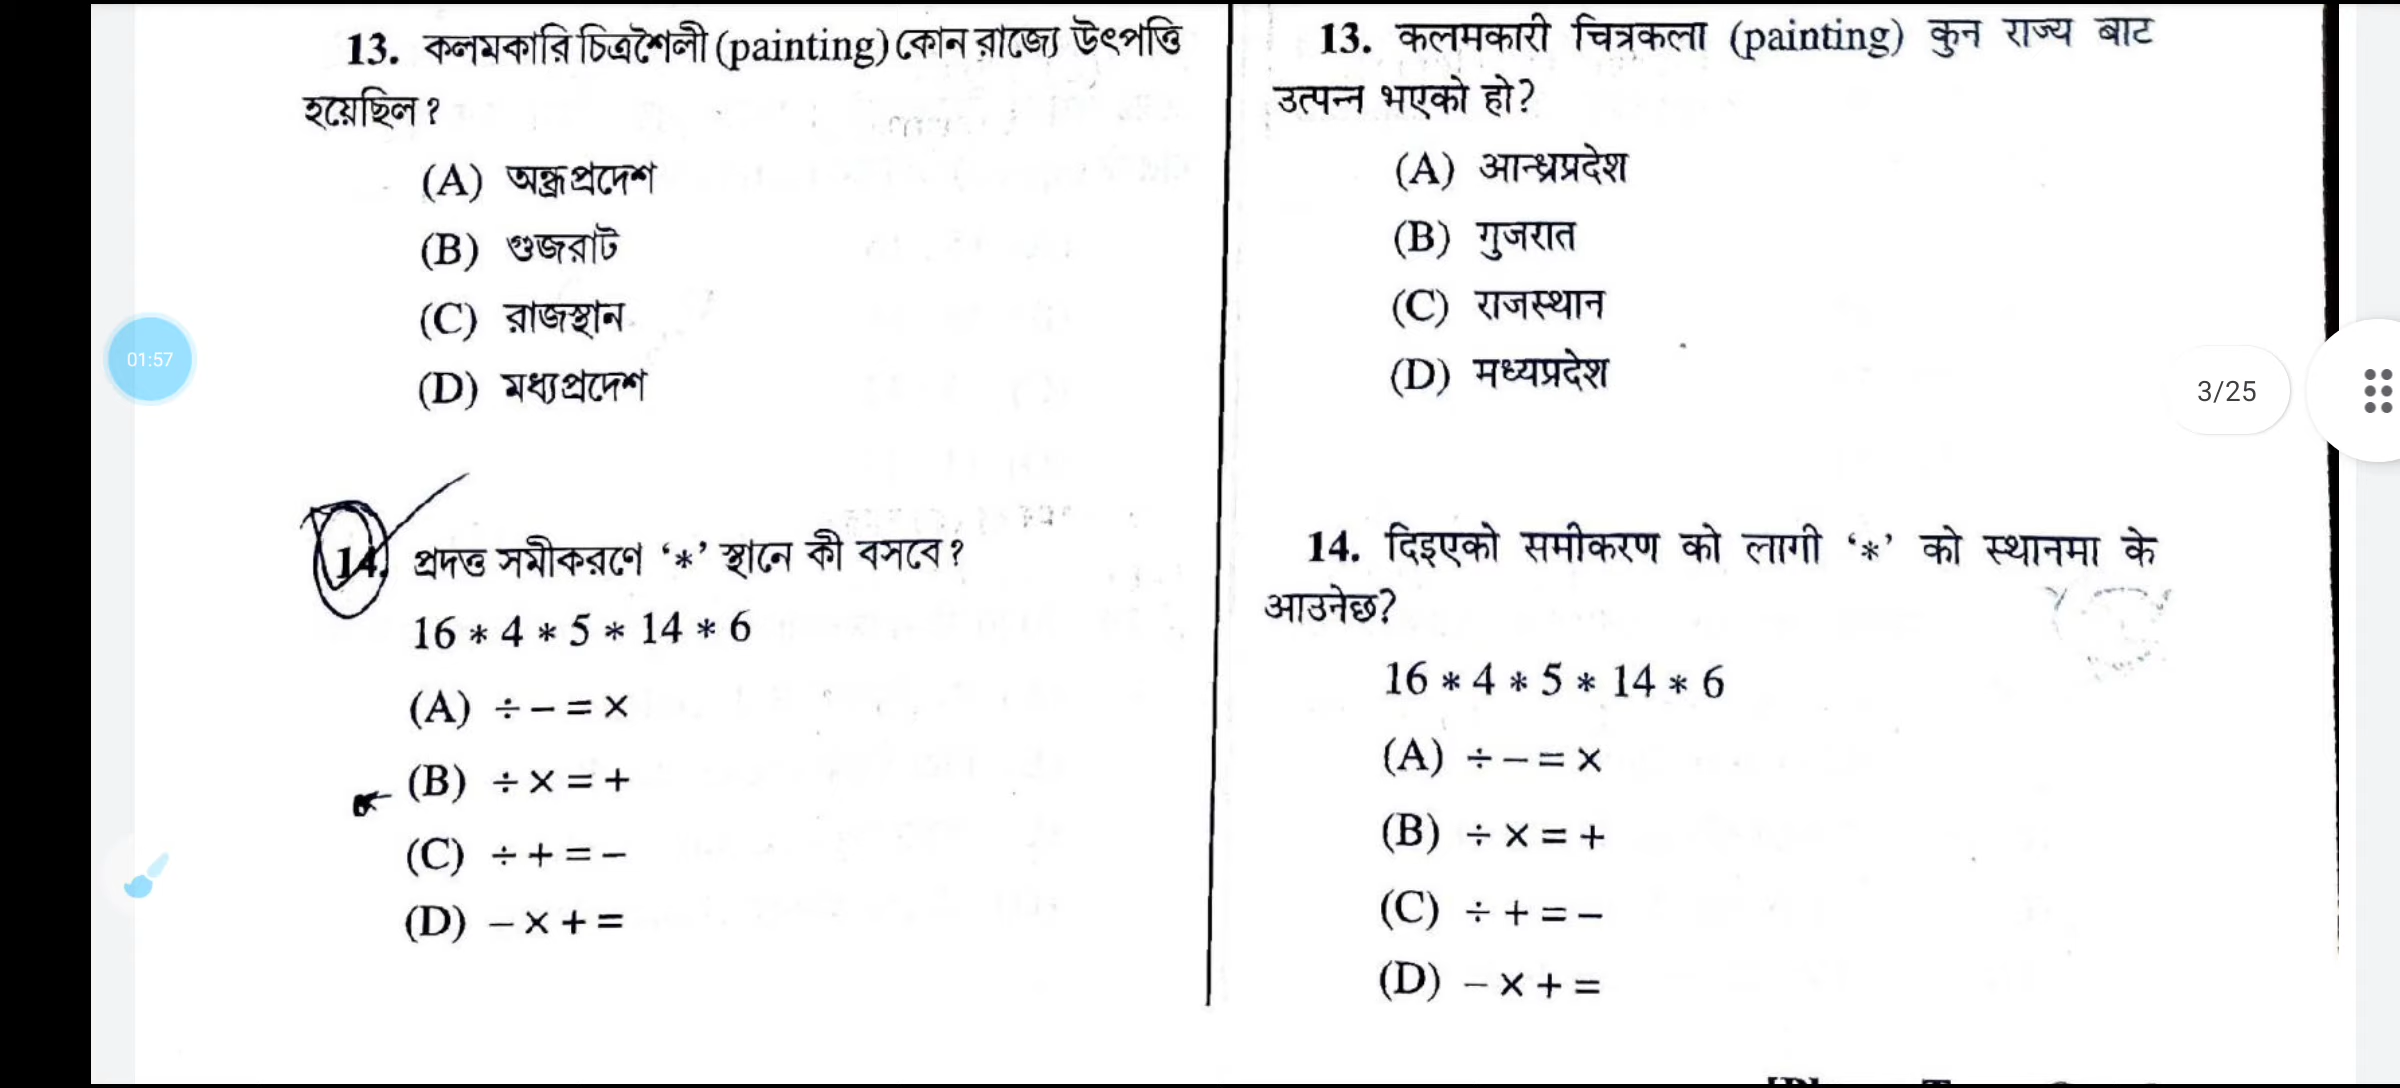 13. কলমকারি চিত্রশৈলী (painting) কোন রাজ্যে উৎপত্তি
হয়েছিল ?
(A) অন্ধ্রপ্রদেশ
(B) গুজরাট
(C) রাজস্থান
(D) মধ্যপ্রদেশ
14. প্রদত্ত সমীকরণে ‘*’ স্থানে কী বসবে ?
16 * 4 * 5 * 14 * 6
(A) ÷ – = ×
(B) ÷ × = +
(C) ÷ + = –
(D) – × + =
13. कलमकारी चित्रकला (painting) कुन राज्य बाट
उत्पन्न भएको हो?
(A) आन्ध्रप्रदेश
(B) गुजरात
(C) राजस्थान
(D) मध्यप्रदेश
14. दिइएको समीकरण को लागी ‘*’ को स्थानमा के
आउनेछ?
16 * 4 * 5 * 14 * 6
(A) ÷ – = ×
(B) ÷ × = +
(C) ÷ + = –
(D) – × + =
01:57
3/25